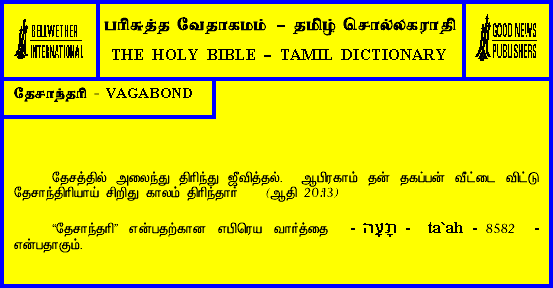 BELLWETHER
INTERNATIONAL
பரிசுத்த வேதாகமம் – தமிழ் சொல்லகராதி
THE HOLY BIBLE – TAMIL DICTIONARY
GOOD NEWS
PUBLISHERS
தேசாந்தரி - VAGABOND
தேசத்தில் அலைந்து திரிந்து ஜீவித்தல். ஆபிரகாம் தன் தகப்பன் வீட்டை விட்டு
தேசாந்திரியாய் சிறிது காலம் திரிந்தார் (ஆதி 20:13)
“தேசாந்தரி” என்பதற்கான எபிரெய வார்த்தை - תָּעָה - ta`ah - 8582 -
என்பதாகும்.